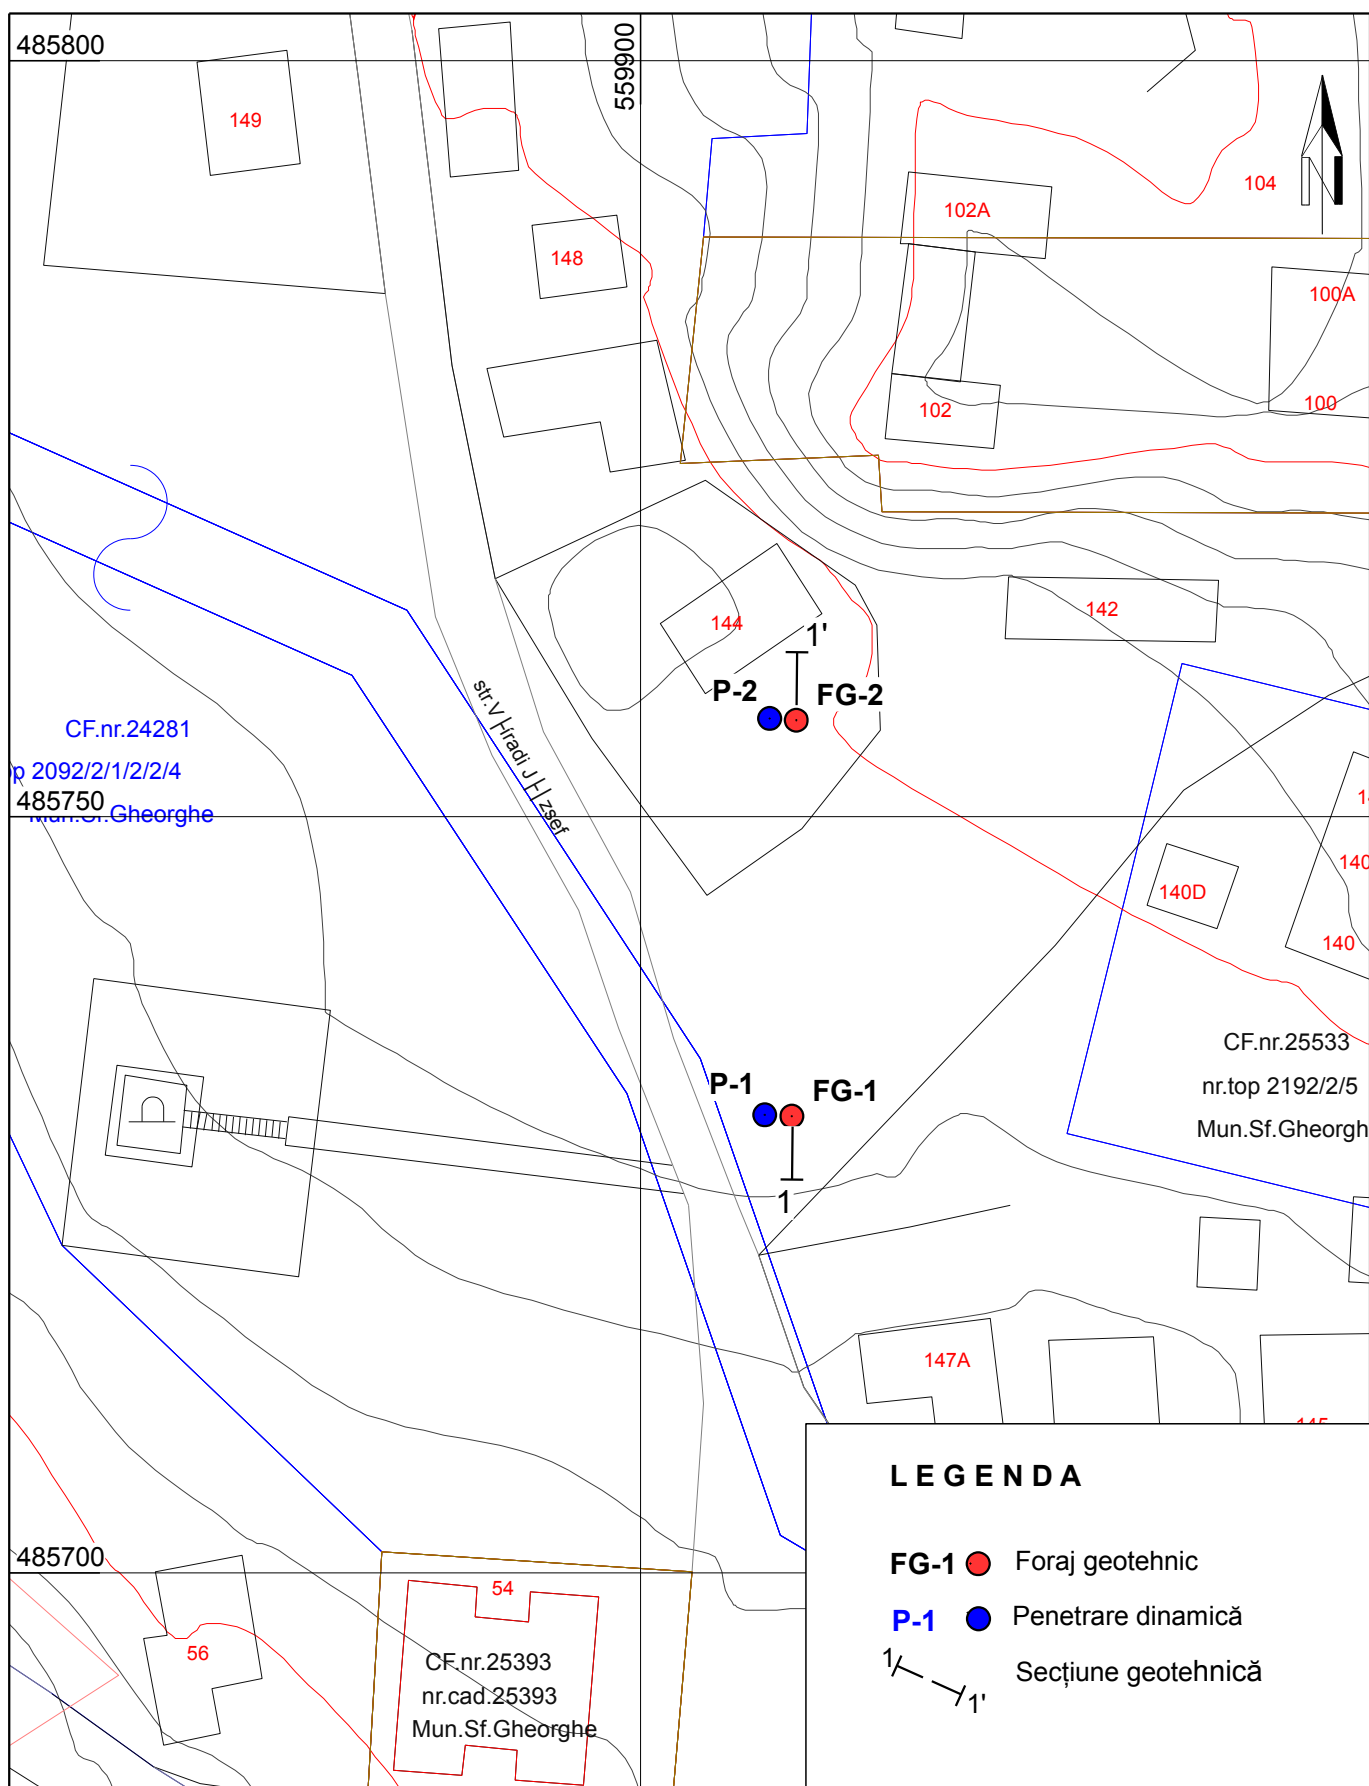 485800
559900
149
104
102A
148
100A
102
100
142
144
1'
P-2
FG-2
str.V
CF.nr.24281
2092/2/1/2/2/4
485750
Mun.Sf.Gheorghe
140D
140
CF.nr.25533
nr.top 2192/2/5
P-1
FG-1
1
147A
LEGENDA
485700
FG-1 Foraj geotehnic
54
P-1 Penetrare dinamică
56
CF.nr.25393
1
Secțiune geotehnică
nr.cad.25393
1'
Mun.Sf.Gheorghe